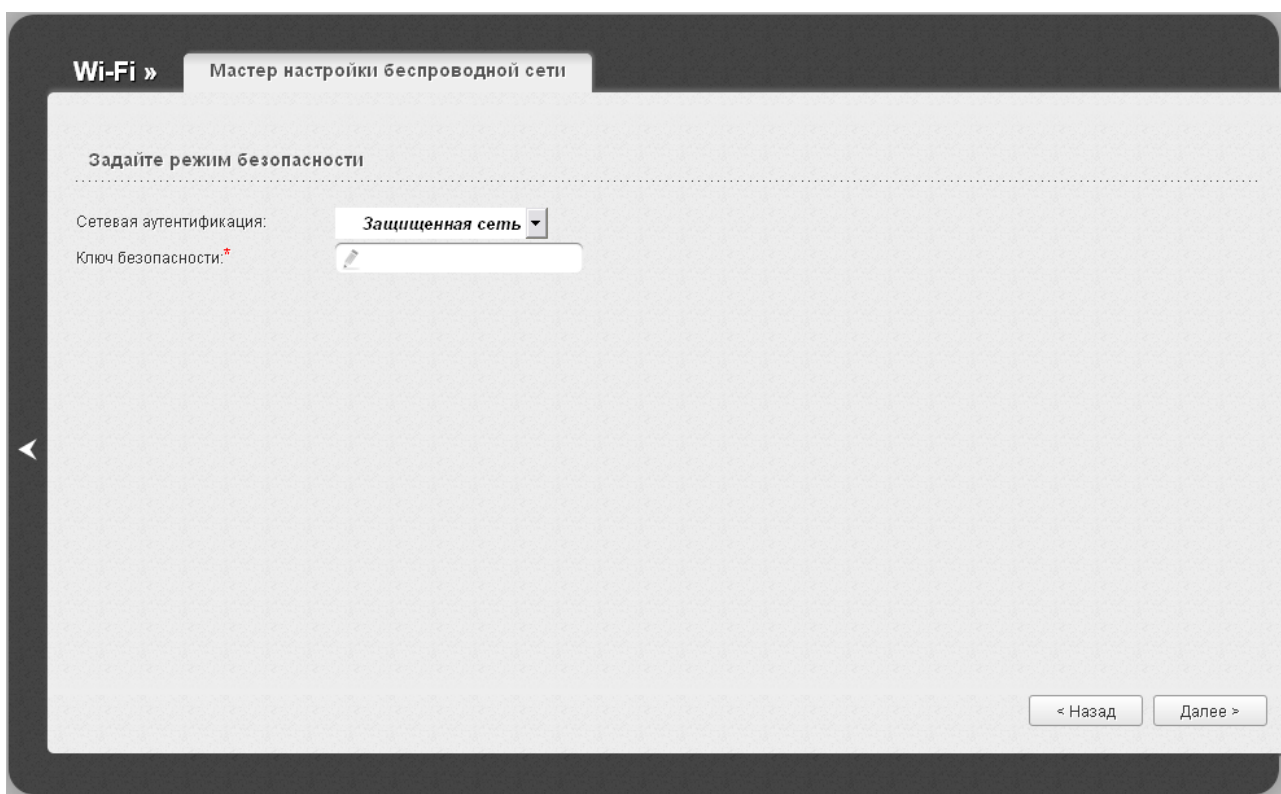 Wi-Fi »
Мастер настройки беспроводной сети
Задайте режим безопасности
Сетевая аутентификация: Защищенная сеть
Ключ безопасности:*
< Назад Далее >